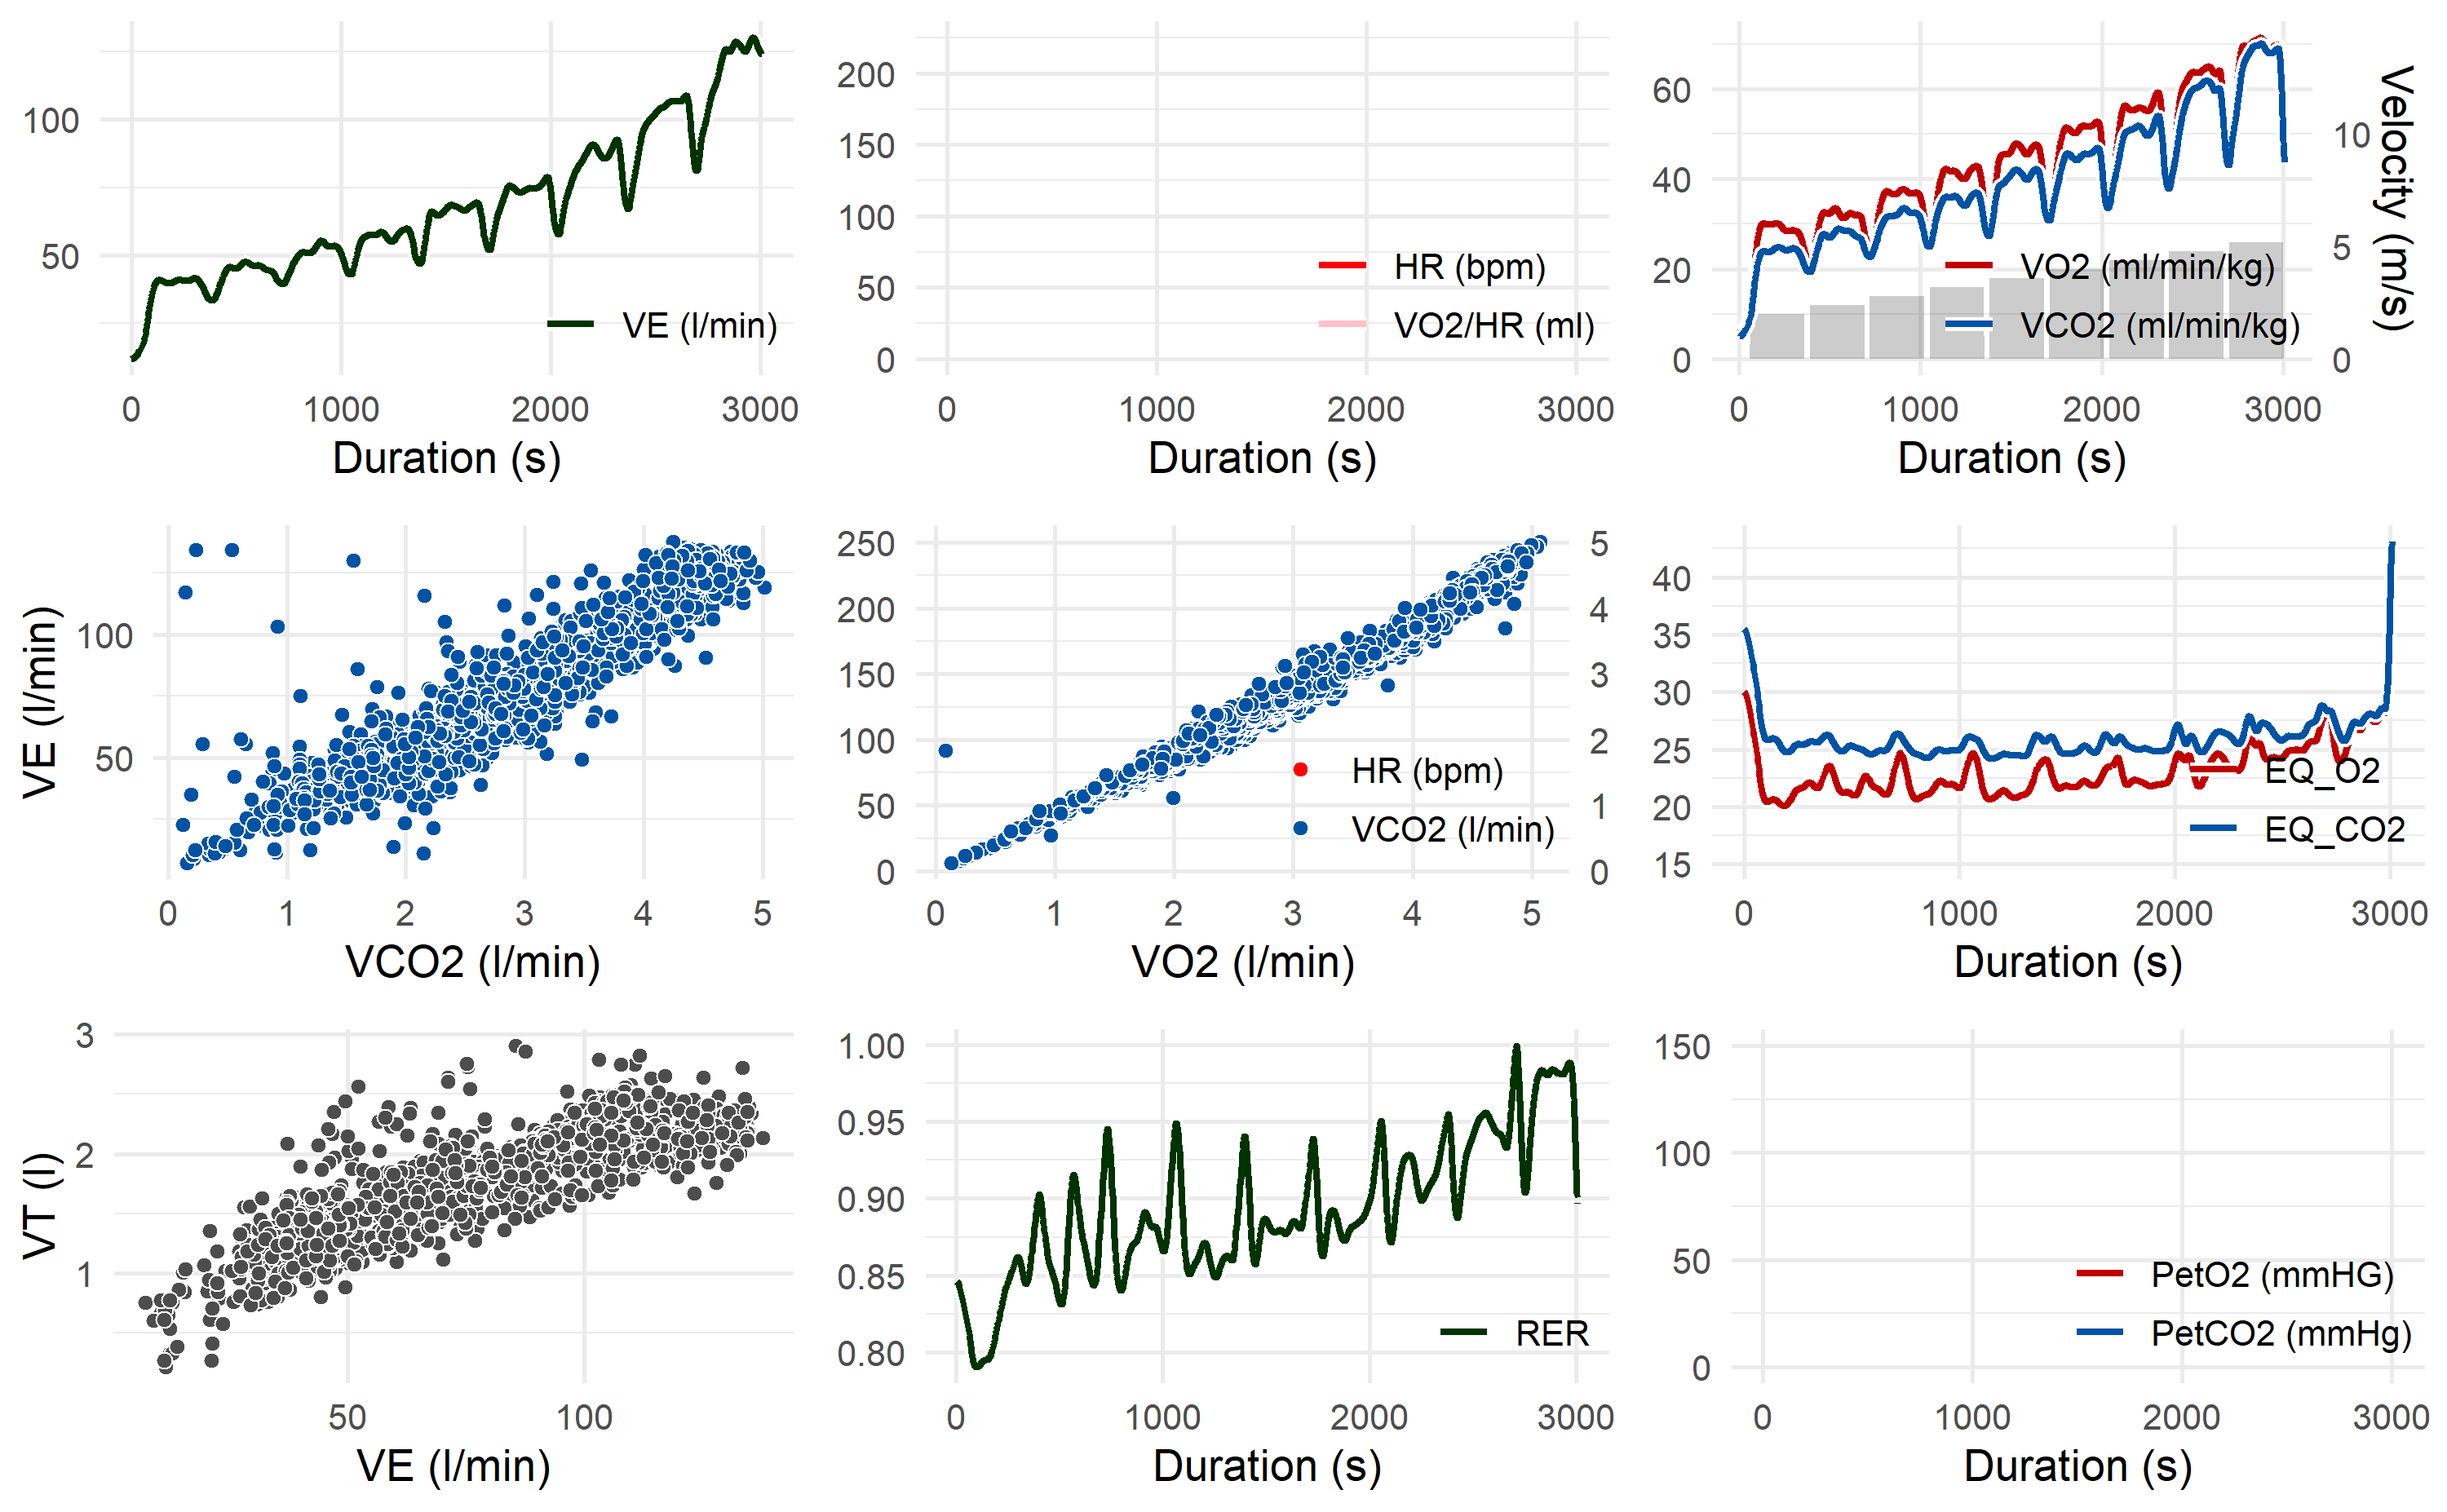 100
50
VE (l/min)
0 1000 2000 3000
Duration (s)
200
150
100
50
0
HR (bpm)
VO2/HR (ml)
0 1000 2000 3000
Duration (s)
60
40
20
0
10
5
0
Velocity (m/s)
VO2 (ml/min/kg)
VCO2 (ml/min/kg)
0 1000 2000 3000
Duration (s)
VE (l/min)
100
50
0 1 2 3 4 5
VCO2 (l/min)
250
200
150
100
50
0
5
4
3
2
1
0
HR (bpm)
VCO2 (l/min)
0 1 2 3 4 5
VO2 (l/min)
40
35
30
25
20
15
EQ_O2
EQ_CO2
0 1000 2000 3000
Duration (s)
VT (l)
3
2
1
50 100
VE (l/min)
1.00
0.95
0.90
0.85
0.80
RER
0 1000 2000 3000
Duration (s)
150
100
50
0
PetO2 (mmHG)
PetCO2 (mmHg)
0 1000 2000 3000
Duration (s)